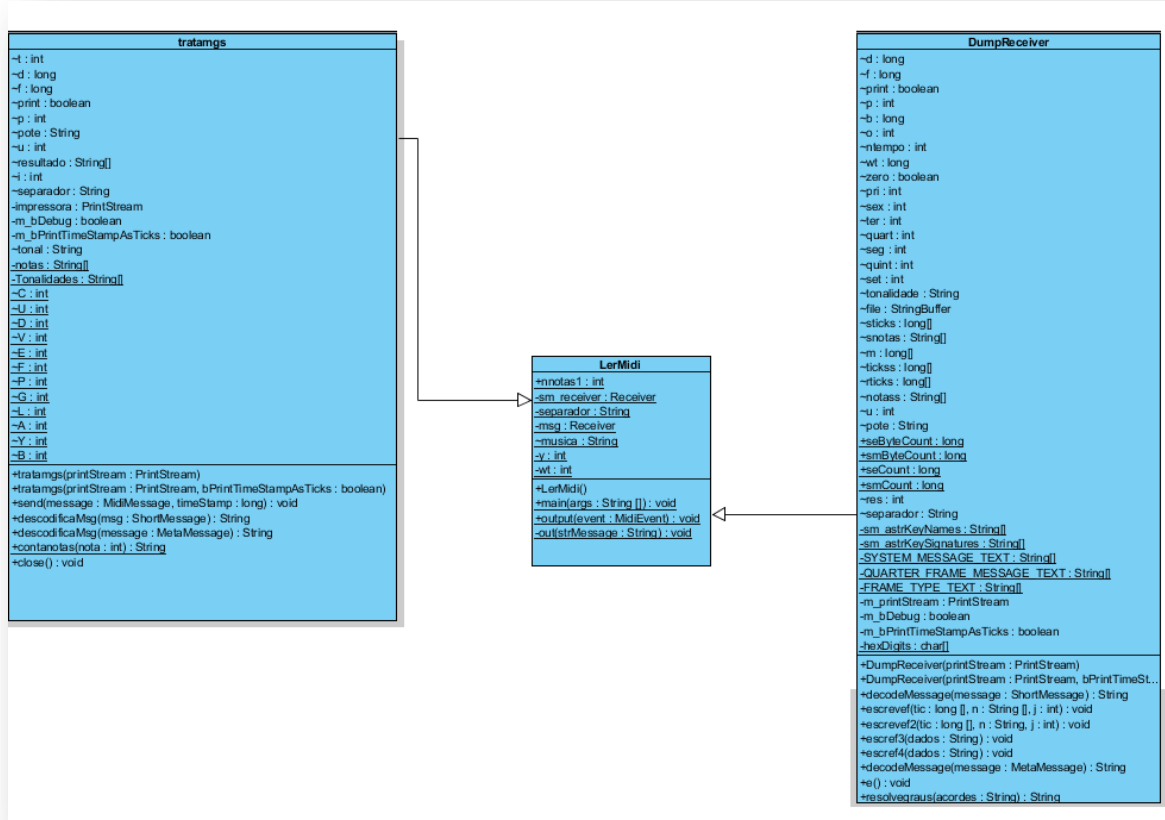 tratamgs
~t : int
~d : long
~f : long
~print : boolean
~p : int
~pote : String
~u : int
~resultado : String[]
~i : int
~separador : String
-impressora : PrintStream
-m_bDebug : boolean
-m_bPrintTimeStampAsTicks : boolean
~tonal : String
-notas : String[]
-Tonalidades : String[]
~C : int
~U : int
~D : int
~V : int
~E : int
~F : int
~P : int
~G : int
~L : int
~A : int
~Y : int
~B : int
+tratamgs(printStream : PrintStream)
+tratamgs(printStream : PrintStream, bPrintTimeStampAsTicks : boolean)
+send(message : MidiMessage, timeStamp : long) : void
+descodificaMsg(msg : ShortMessage) : String
+descodificaMsg(message : MetaMessage) : String
+contanotas(nota : int) : String
+close() : void
LerMidi
+nnotas1 : int
-sm_receiver : Receiver
-separador : String
-msg : Receiver
~musica : String
-y : int
-wt : int
+LerMidi()
+main(args : String []) : void
+output(event : MidiEvent) : void
-out(strMessage : String) : void
DumpReceiver
~d : long
~f : long
~print : boolean
~p : int
~b : long
~o : int
~ntempo : int
~wt : long
~zero : boolean
~pri : int
~sex : int
~ter : int
~quart : int
~seg : int
~quint : int
~set : int
~tonalidade : String
~file : StringBuffer
~sticks : long[]
~snotas : String[]
~m : long[]
~tickss : long[]
~rticks : long[]
~notass : String[]
~u : int
~pote : String
+seByteCount : long
+smByteCount : long
+seCount : long
+smCount : long
~res : int
~separador : String
-sm_astrKeyNames : String[]
-sm_astrKeySignatures : String[]
-SYSTEM_MESSAGE_TEXT : String[]
-QUARTER_FRAME_MESSAGE_TEXT : String[]
-FRAME_TYPE_TEXT : String[]
-m_printStream : PrintStream
-m_bDebug : boolean
-m_bPrintTimeStampAsTicks : boolean
-hexDigits : char[]
+DumpReceiver(printStream : PrintStream)
+DumpReceiver(printStream : PrintStream, bPrintTimeSt...
+decodeMessage(message : ShortMessage) : String
+escrevef(tic : long [], n : String [], j : int) : void
+escrevef2(tic : long [], n : String, j : int) : void
+escref3(dados : String) : void
+escref4(dados : String) : void
+decodeMessage(message : MetaMessage) : String
+e() : void
+resolvegraus(acordes : String) : String